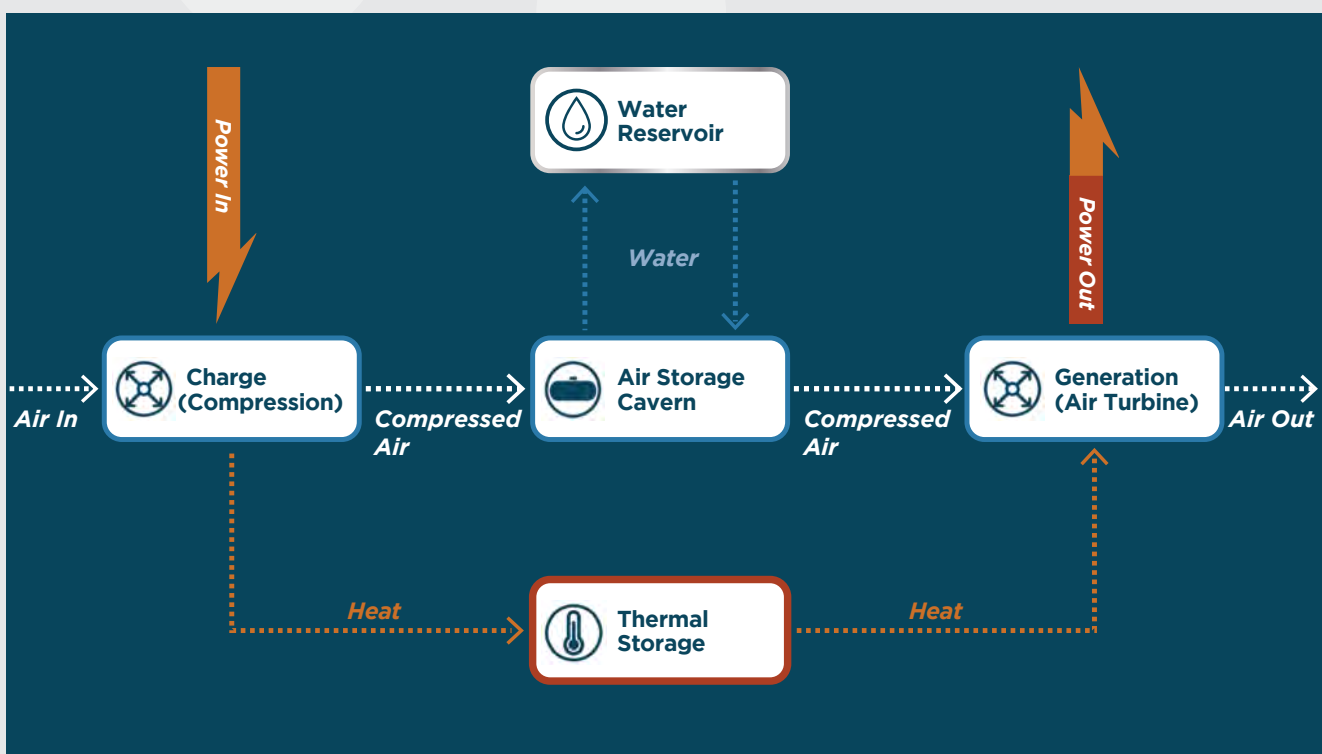 Power In
Water
Reservoir
Power Out
Water
Air In
Charge
(Compression)
Compressed
Air
Air Storage
Cavern
Compressed
Air
Generation
(Air Turbine)
Air Out
Heat
Thermal
Storage
Heat